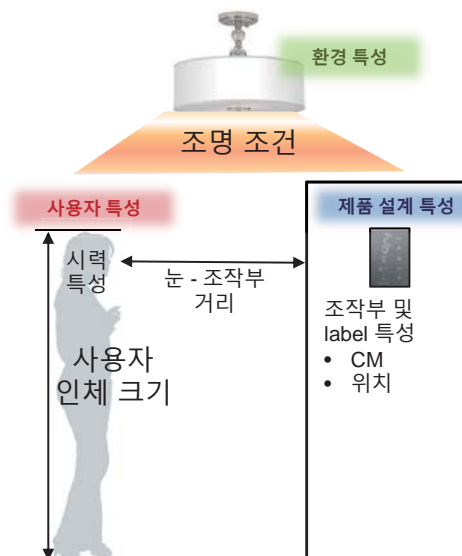 환경 특성
조명 조건
사용자 특성
제품 설계 특성
시력
특성
눈 - 조작부
거리
사용자
인체 크기
조작부 및
label 특성
• CM
• 위치